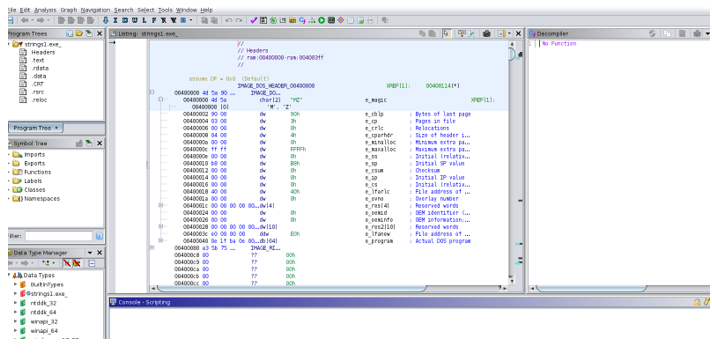 File Edit Analysis Graph Navigation Search Select Tools Window Help
Program Trees
strings1.exe_
Headers
.text
.rdata
.data
.CRT
.rsrc
.reloc
Program Tree ×
Symbol Tree
Imports
Exports
Functions
Labels
Classes
Namespaces
Filter:
Data Type Manager
Data Types
BuiltInTypes
strings1.exe_
ntddk_32
ntddk_64
winapi_32
winapi_64
Listing: strings1.exe_
//
// Headers
// ram:00400000-ram:004003ff
//
assume DF = 0x0 (Default)
IMAGE_DOS_HEADER_00400000 XREF[1]: 00400114(*)
00400000 4d 5a 90 ... IMAGE_DO...
00400000 4d 5a char[2] "MZ" e_magic XREF[1]:
00400000 [0] 'M', 'Z'
00400002 90 00 dw 90h e_cblp ; Bytes of last page
00400004 03 00 dw 3h e_cp ; Pages in file
00400006 00 00 dw 0h e_crlc ; Relocations
00400008 04 00 dw 4h e_cparhdr ; Size of header i...
0040000a 00 00 dw 0h e_minalloc ; Minimum extra pa...
0040000c ff ff dw FFFFh e_maxalloc ; Maximum extra pa...
0040000e 00 00 dw 0h e_ss ; Initial (relativ...
00400010 b8 00 dw B8h e_sp ; Initial SP value
00400012 00 00 dw 0h e_csum ; Checksum
00400014 00 00 dw 0h e_ip ; Initial IP value
00400016 00 00 dw 0h e_cs ; Initial (relativ...
00400018 40 00 dw 40h e_lfarlc ; File address of ...
0040001a 00 00 dw 0h e_ovno ; Overlay number
0040001c 00 00 00 00 00... dw[4] e_res[4] ; Reserved words
00400024 00 00 dw 0h e_oemid ; OEM identifier (...
00400026 00 00 dw 0h e_oeminfo ; OEM information;...
00400028 00 00 00 00 00... dw[10] e_res2[10] ; Reserved words
0040003c e0 00 00 00 ddw E0h e_lfanew ; File address of ...
00400040 0e 1f ba 0e 00... db[64] e_program ; Actual DOS program
00400080 a3 5b 75 ... IMAGE_RI...
004000c8 00 ?? 00h
004000c9 00 ?? 00h
004000ca 00 ?? 00h
004000cb 00 ?? 00h
004000cc 00 ?? 00h
Decompiler
1 No Function
Console - Scripting